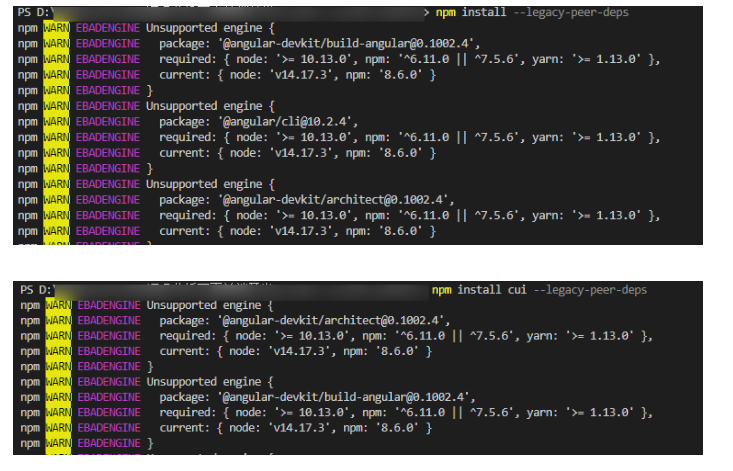 PS D:\ > npm install --legacy-peer-deps
npm WARN EBADENGINE Unsupported engine {
npm WARN EBADENGINE   package: '@angular-devkit/build-angular@0.1002.4',
npm WARN EBADENGINE   required: { node: '>= 10.13.0', npm: '^6.11.0 || ^7.5.6', yarn: '>= 1.13.0' },
npm WARN EBADENGINE   current: { node: 'v14.17.3', npm: '8.6.0' }
npm WARN EBADENGINE }
npm WARN EBADENGINE Unsupported engine {
npm WARN EBADENGINE   package: '@angular/cli@10.2.4',
npm WARN EBADENGINE   required: { node: '>= 10.13.0', npm: '^6.11.0 || ^7.5.6', yarn: '>= 1.13.0' },
npm WARN EBADENGINE   current: { node: 'v14.17.3', npm: '8.6.0' }
npm WARN EBADENGINE }
npm WARN EBADENGINE Unsupported engine {
npm WARN EBADENGINE   package: '@angular-devkit/architect@0.1002.4',
npm WARN EBADENGINE   required: { node: '>= 10.13.0', npm: '^6.11.0 || ^7.5.6', yarn: '>= 1.13.0' },
npm WARN EBADENGINE   current: { node: 'v14.17.3', npm: '8.6.0' }
PS D: npm install cui --legacy-peer-deps
npm WARN EBADENGINE Unsupported engine {
npm WARN EBADENGINE   package: '@angular-devkit/architect@0.1002.4',
npm WARN EBADENGINE   required: { node: '>= 10.13.0', npm: '^6.11.0 || ^7.5.6', yarn: '>= 1.13.0' },
npm WARN EBADENGINE   current: { node: 'v14.17.3', npm: '8.6.0' }
npm WARN EBADENGINE }
npm WARN EBADENGINE Unsupported engine {
npm WARN EBADENGINE   package: '@angular-devkit/build-angular@0.1002.4',
npm WARN EBADENGINE   required: { node: '>= 10.13.0', npm: '^6.11.0 || ^7.5.6', yarn: '>= 1.13.0' },
npm WARN EBADENGINE   current: { node: 'v14.17.3', npm: '8.6.0' }
npm WARN EBADENGINE }